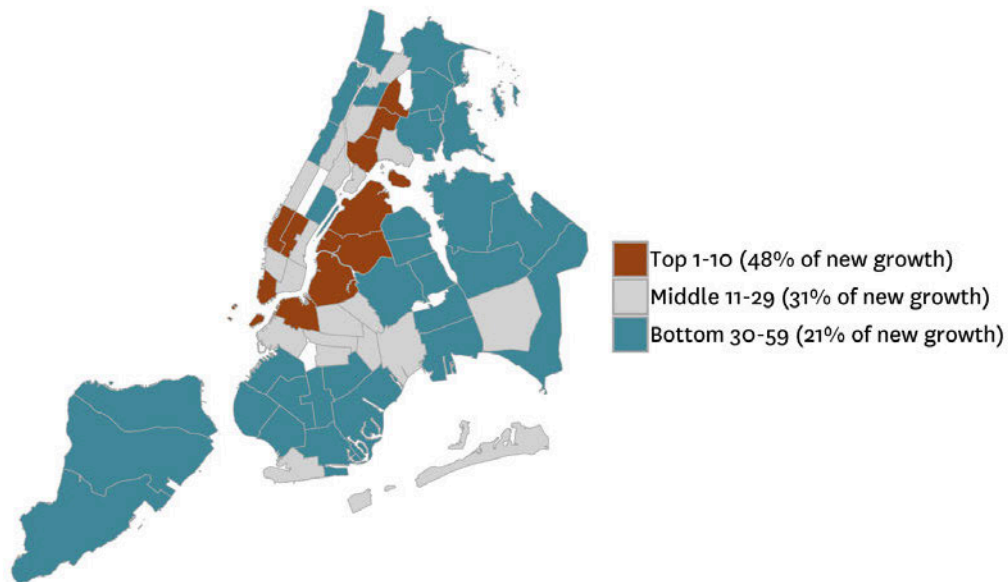 Top 1-10 (48% of new growth)
Middle 11-29 (31% of new growth)
Bottom 30-59 (21% of new growth)